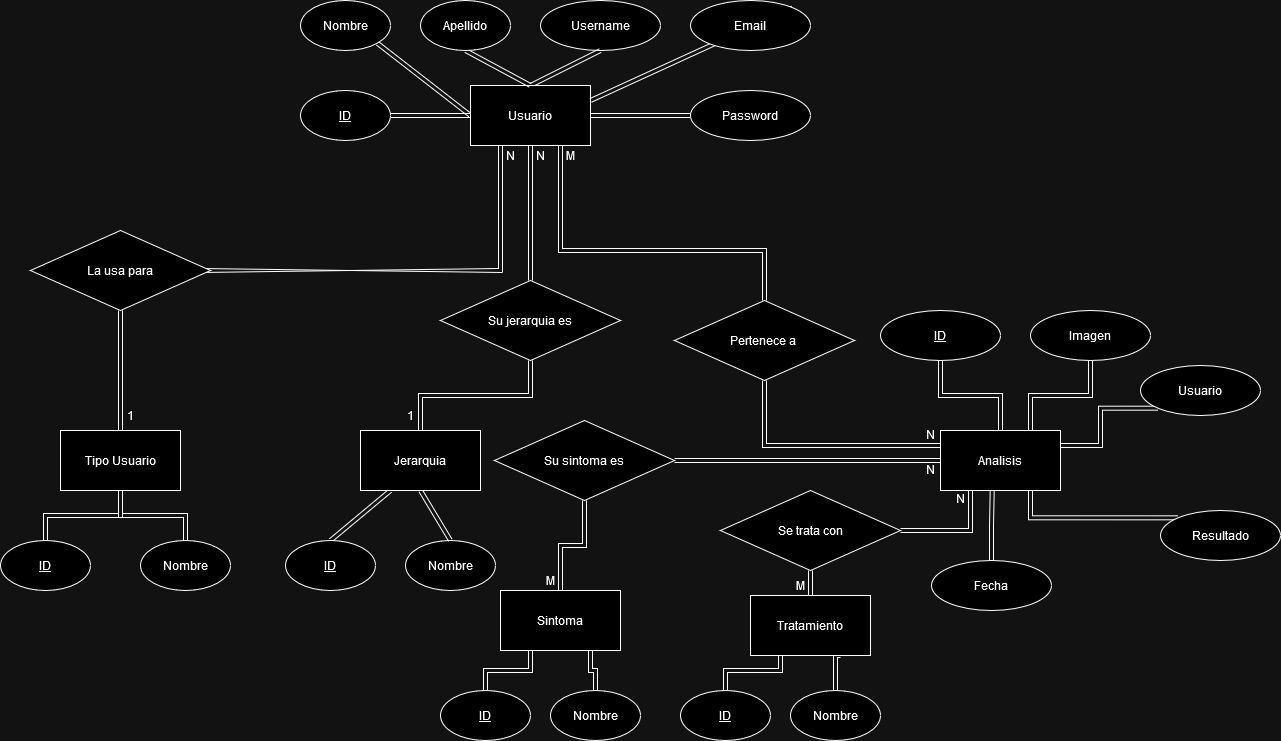 Nombre
Apellido
Username
Email
ID
Usuario
Password
N
N
M
La usa para
Su jerarquia es
Pertenece a
ID
Imagen
Usuario
1
1
N
Tipo Usuario
Jerarquia
Su sintoma es
Analisis
N
N
Se trata con
Resultado
ID
Nombre
ID
Nombre
M
M
Fecha
Sintoma
Tratamiento
ID
Nombre
ID
Nombre